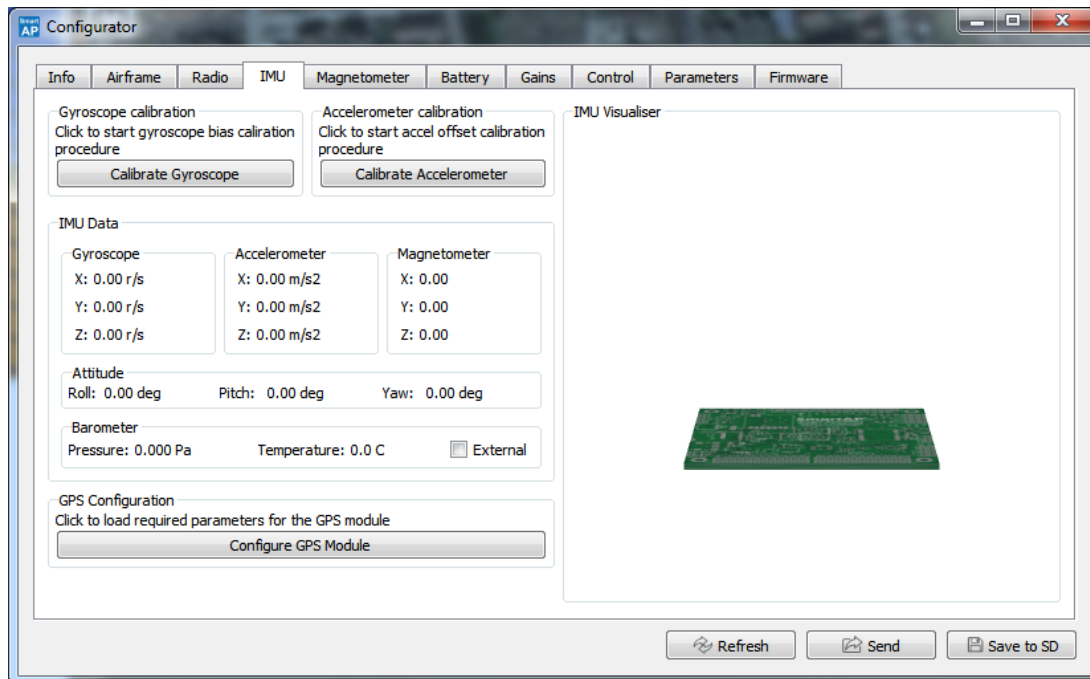 Smart
AP
Configurator
Info Airframe Radio IMU Magnetometer Battery Gains Control Parameters Firmware
Gyroscope calibration
Click to start gyroscope bias caliration
procedure
Calibrate Gyroscope
Accelerometer calibration
Click to start accel offset calibration
procedure
Calibrate Accelerometer
IMU Visualiser
IMU Data
Gyroscope
X: 0.00 r/s
Y: 0.00 r/s
Z: 0.00 r/s
Accelerometer
X: 0.00 m/s2
Y: 0.00 m/s2
Z: 0.00 m/s2
Magnetometer
X: 0.00
Y: 0.00
Z: 0.00
Attitude
Roll: 0.00 deg Pitch: 0.00 deg Yaw: 0.00 deg
Barometer
Pressure: 0.000 Pa Temperature: 0.0 C External
GPS Configuration
Click to load required parameters for the GPS module
Configure GPS Module
Refresh Send Save to SD